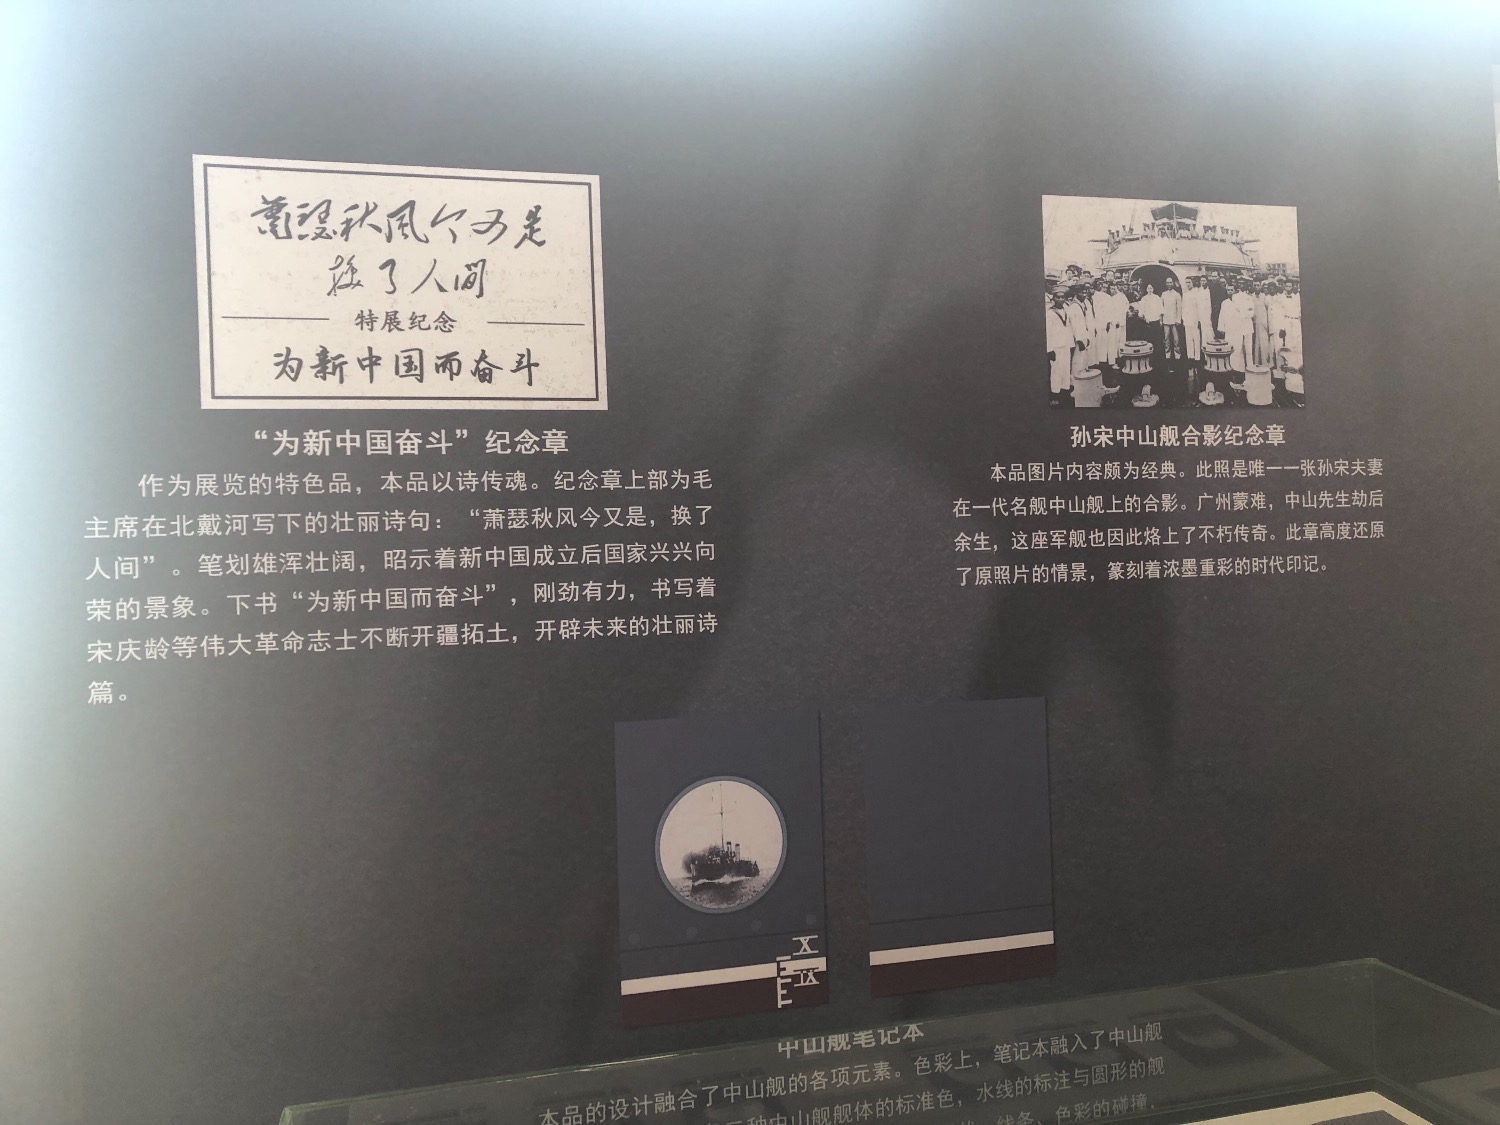 萧瑟秋风今又是
换了人间
特展纪念
为新中国而奋斗
“为新中国奋斗”纪念章
作为展览的特色品，本品以诗传魂。纪念章上部为毛
主席在北戴河写下的壮丽诗句：“萧瑟秋风今又是，换了
人间”。笔划雄浑壮阔，昭示着新中国成立后国家兴兴向
荣的景象。下书“为新中国而奋斗”，刚劲有力，书写着
宋庆龄等伟大革命志士不断开疆拓土，开辟未来的壮丽诗
篇。
孙宋中山舰合影纪念章
本品图片内容颇为经典。此照是唯一一张孙宋夫妻
在一代名舰中山舰上的合影。广州蒙难，中山先生劫后
余生，这座军舰也因此烙上了不朽传奇。此章高度还原
了原照片的情景，篆刻着浓墨重彩的时代印记。
X
IX
中山舰笔记本
本品的设计融合了中山舰的各项元素。色彩上，笔记本融入了中山舰
三种中山舰舰体的标准色，水线的标注与圆形的舰
线条、色彩的碰撞，